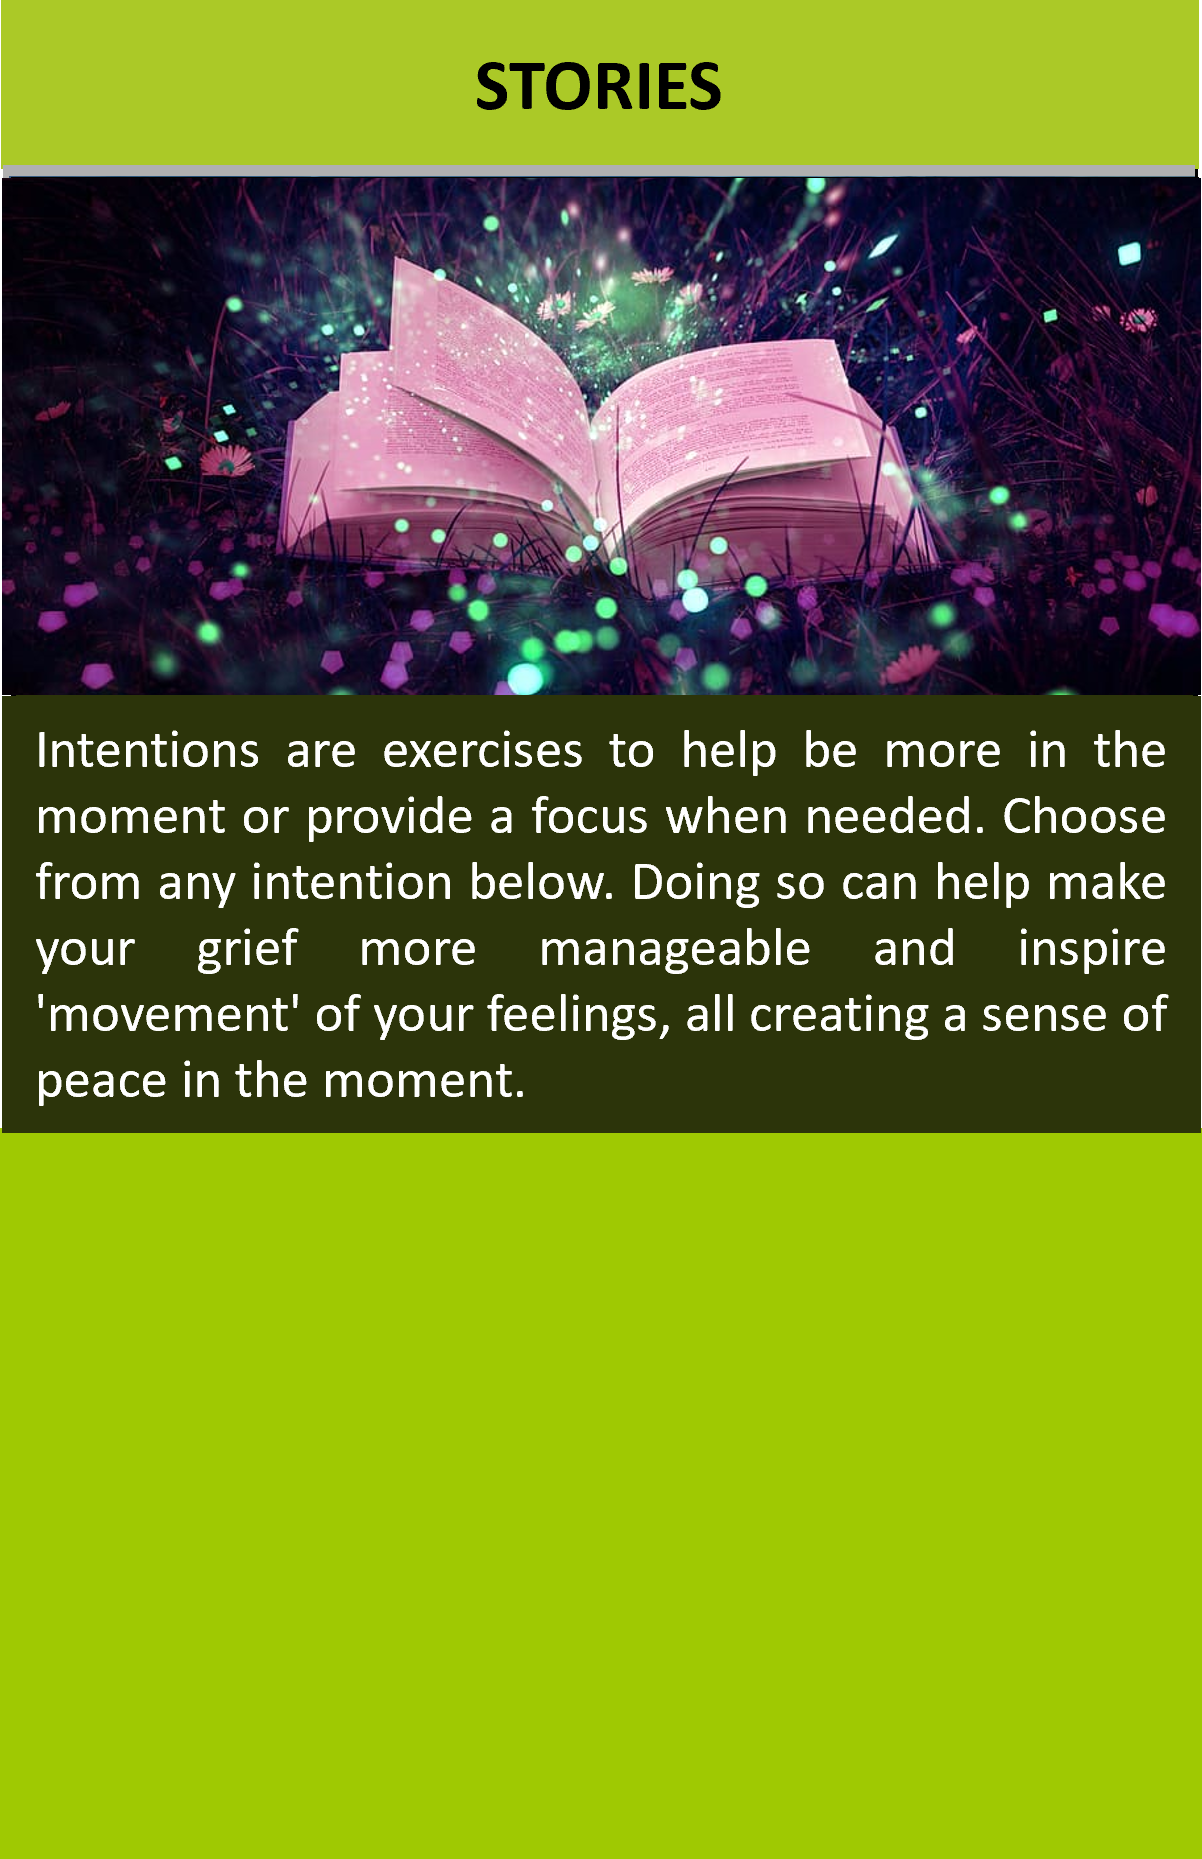 STORIES
Intentions are exercises to help be more in the
moment or provide a focus when needed. Choose
from any intention below. Doing so can help make
your grief more manageable and inspire
'movement' of your feelings, all creating a sense of
peace in the moment.